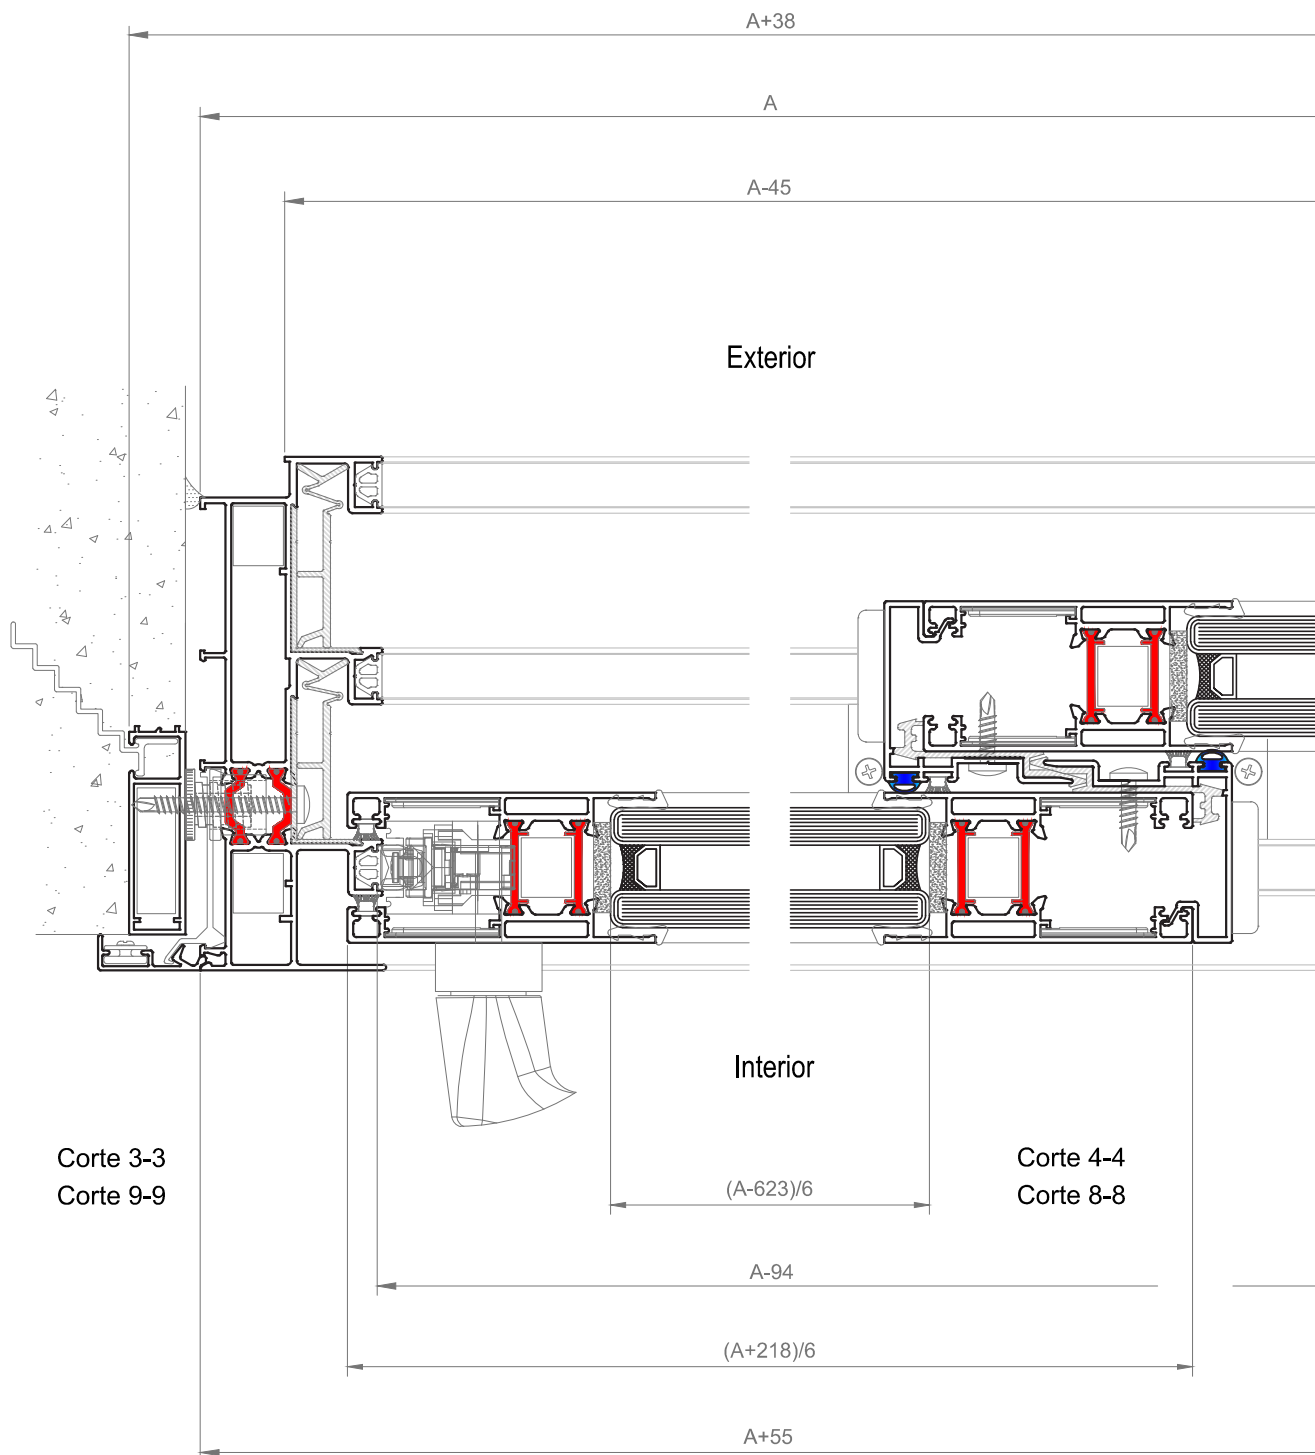 A+38
A
A-45
Exterior
Interior
Corte 3-3
Corte 9-9
Corte 4-4
Corte 8-8
(A-623)/6
A-94
(A+218)/6
A+55